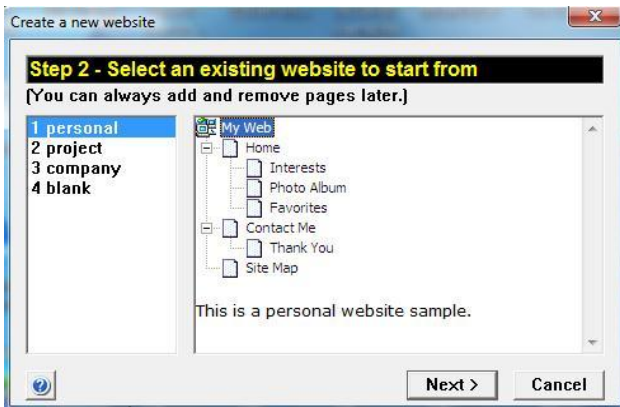 Create a new website
Step 2 - Select an existing website to start from
(You can always add and remove pages later.)
1 personal
2 project
3 company
4 blank
My Web
Home
Interests
Photo Album
Favorites
Contact Me
Thank You
Site Map
This is a personal website sample.
Next >
Cancel